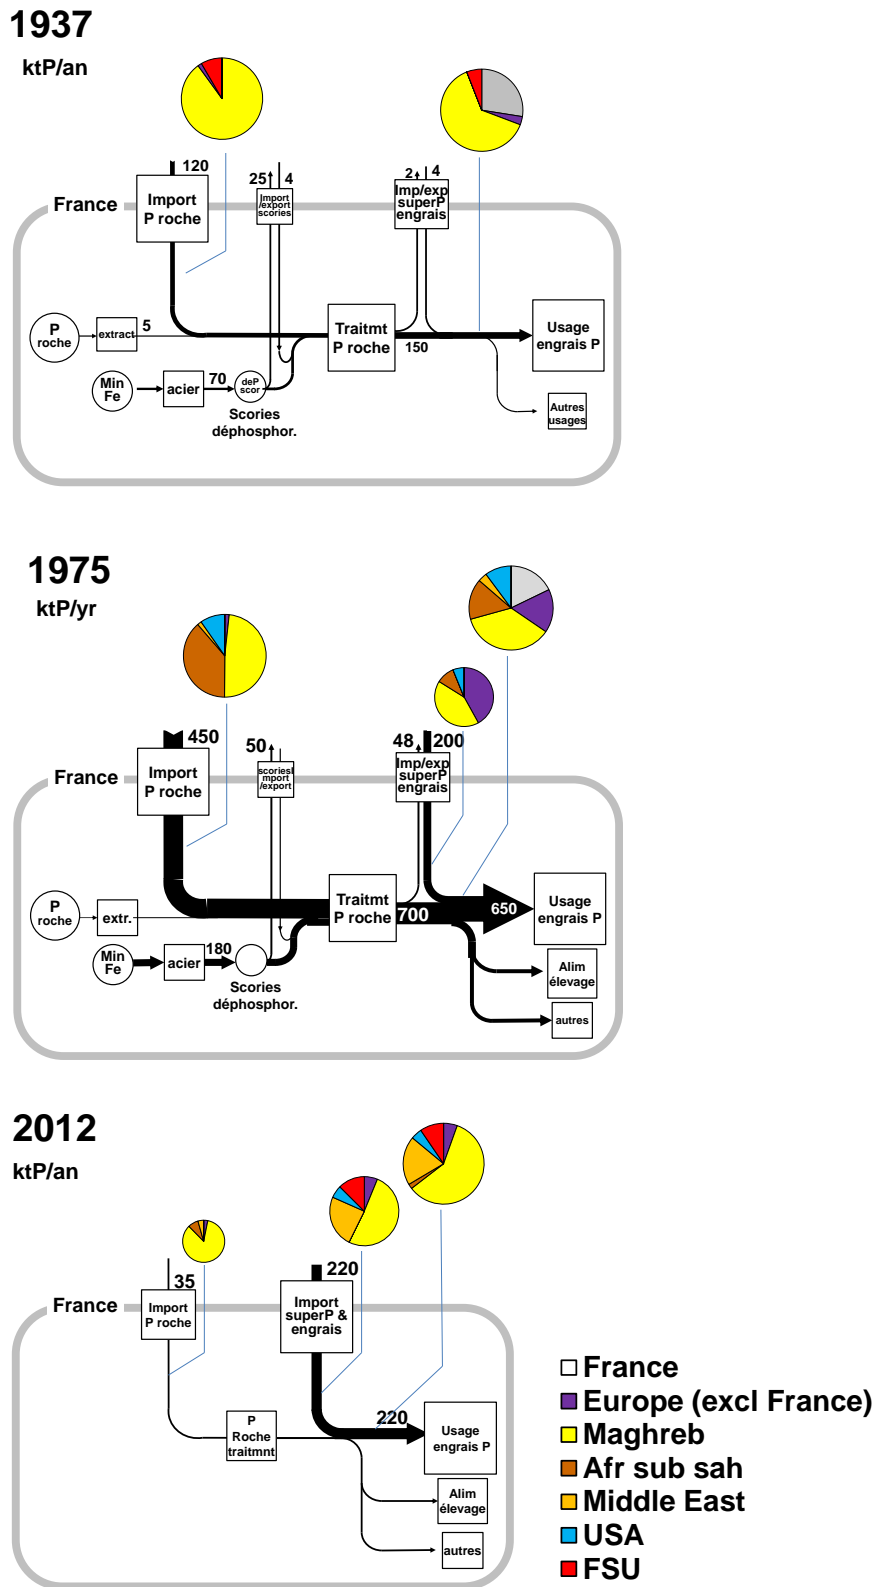 1937
ktP/an
120
25
4
2
4
Import
P roche
Import
/export
scories
Imp/exp
superP
engrais
France
P
roche
extract
5
Traitmt
P roche
150
Usage
engrais P
Min
Fe
acier
70
deP
scor
Scories
déphosphor.
Autres
usages
1975
ktP/yr
450
50
48
200
Import
P roche
scoriesI
mport
/export
Imp/exp
superP
engrais
France
P
roche
extr.
Traitmt
P roche
700
650
Usage
engrais P
Min
Fe
acier
180
Scories
déphosphor.
Alim
élevage
autres
2012
ktP/an
35
220
Import
P roche
Import
superP &
engrais
France
P
Roche
traitmnt
220
Usage
engrais P
Alim
élevage
autres
France
Europe (excl France)
Maghreb
Afr sub sah
Middle East
USA
FSU